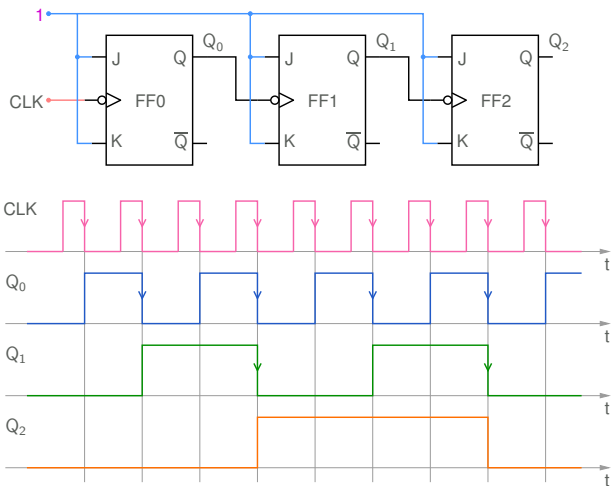 1
Q₀ Q₁ Q₂
J Q J Q J Q
CLK FF0 FF1 FF2
K Q̅ K Q̅ K Q̅
CLK
t
Q₀
t
Q₁
t
Q₂
t